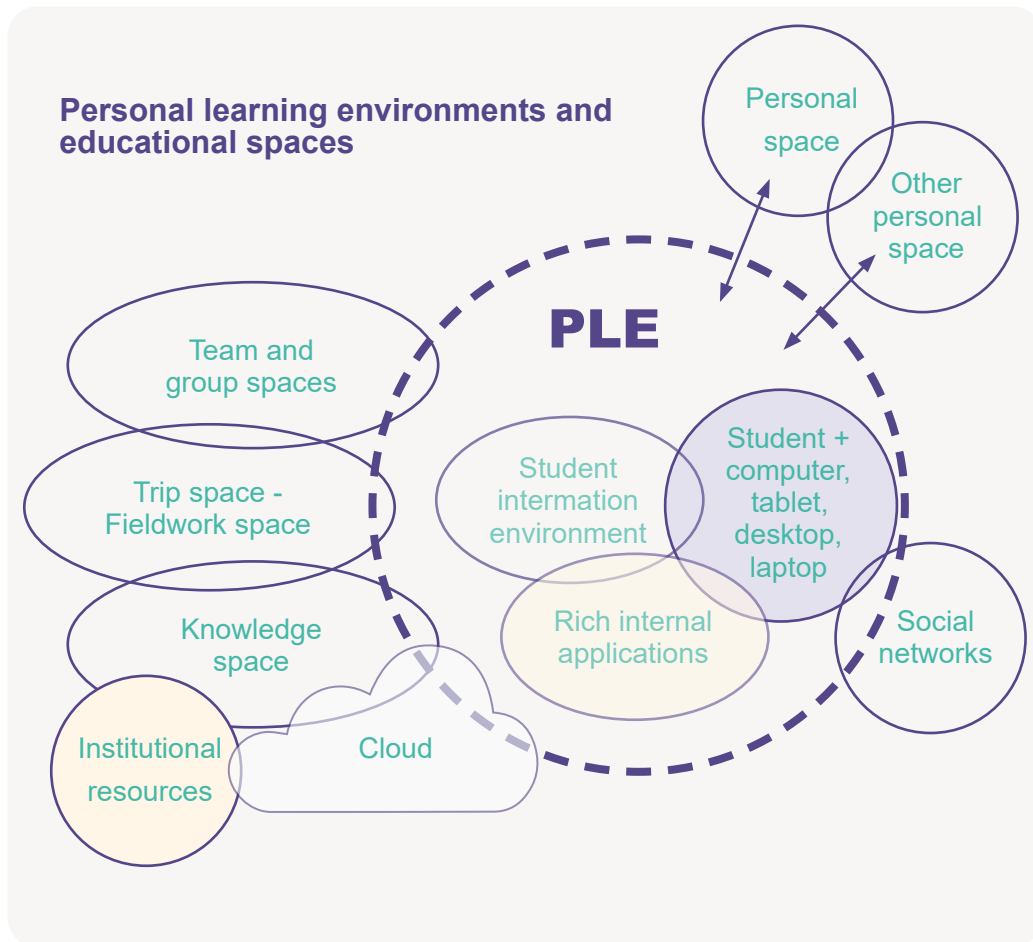 Personal learning environments and
educational spaces
Personal
space
Other
personal
space
PLE
Team and
group spaces
Trip space -
Fieldwork space
Knowledge
space
Student
intermation
environment
Student +
computer,
tablet,
desktop,
laptop
Rich internal
applications
Social
networks
Institutional
resources
Cloud